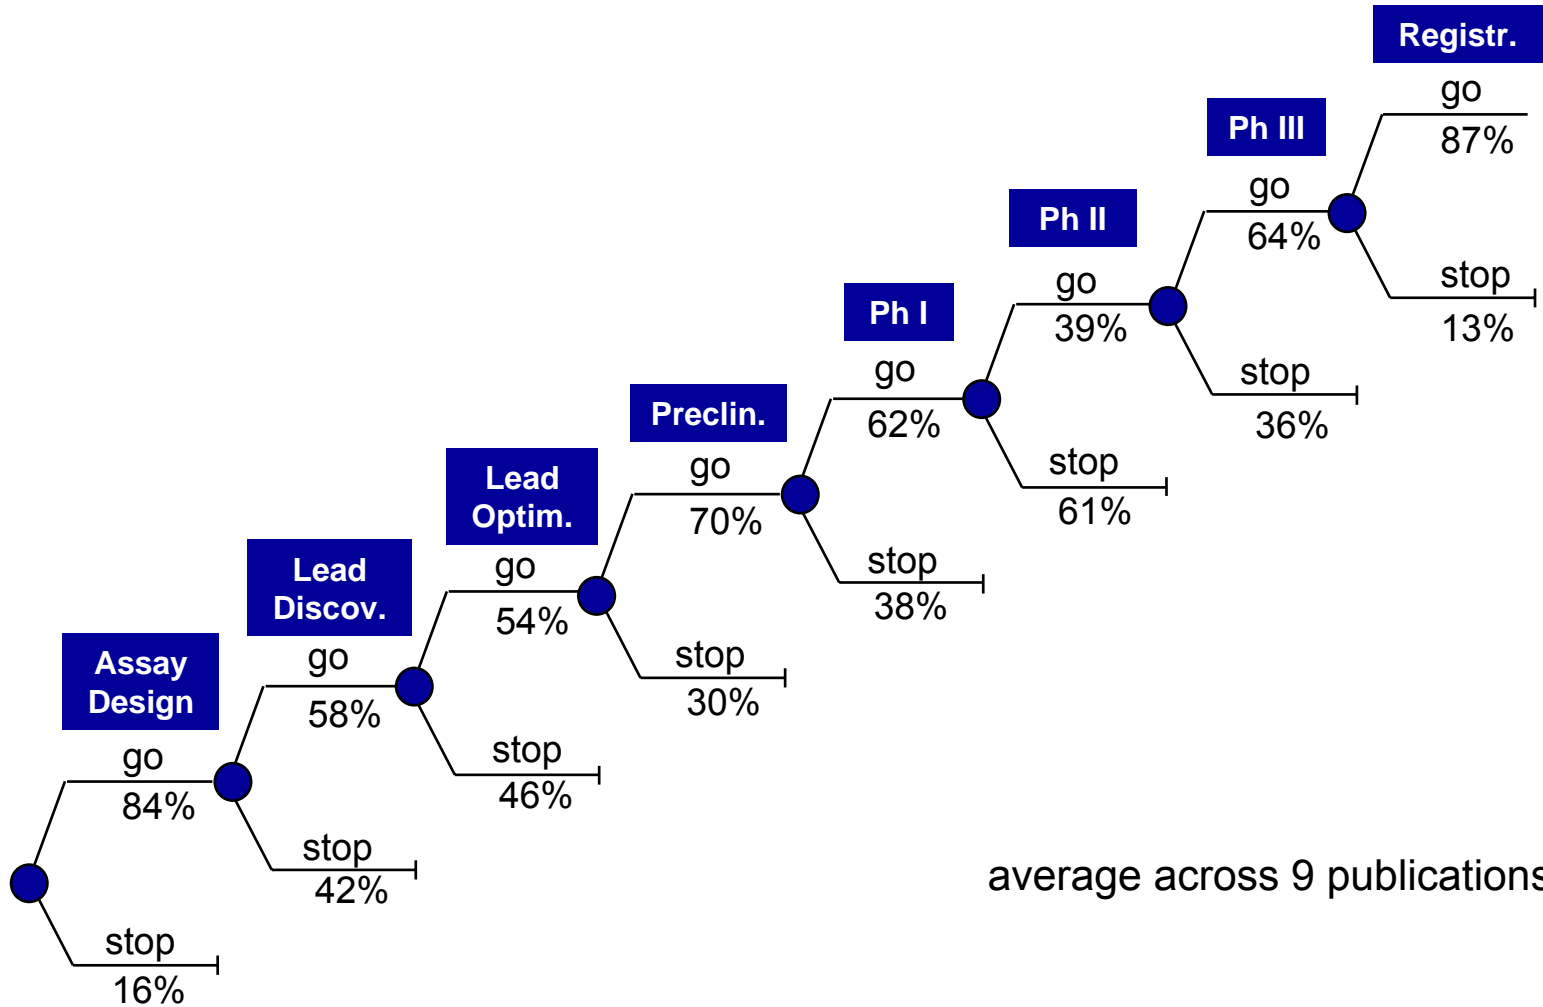 Registr.
go
87%
stop
13%
Ph III
go
64%
stop
36%
Ph II
go
39%
stop
61%
Ph I
go
62%
stop
38%
Preclin.
go
70%
stop
30%
Lead
Optim.
go
54%
stop
46%
Lead
Discov.
go
58%
stop
42%
Assay
Design
go
84%
stop
16%
average across 9 publications